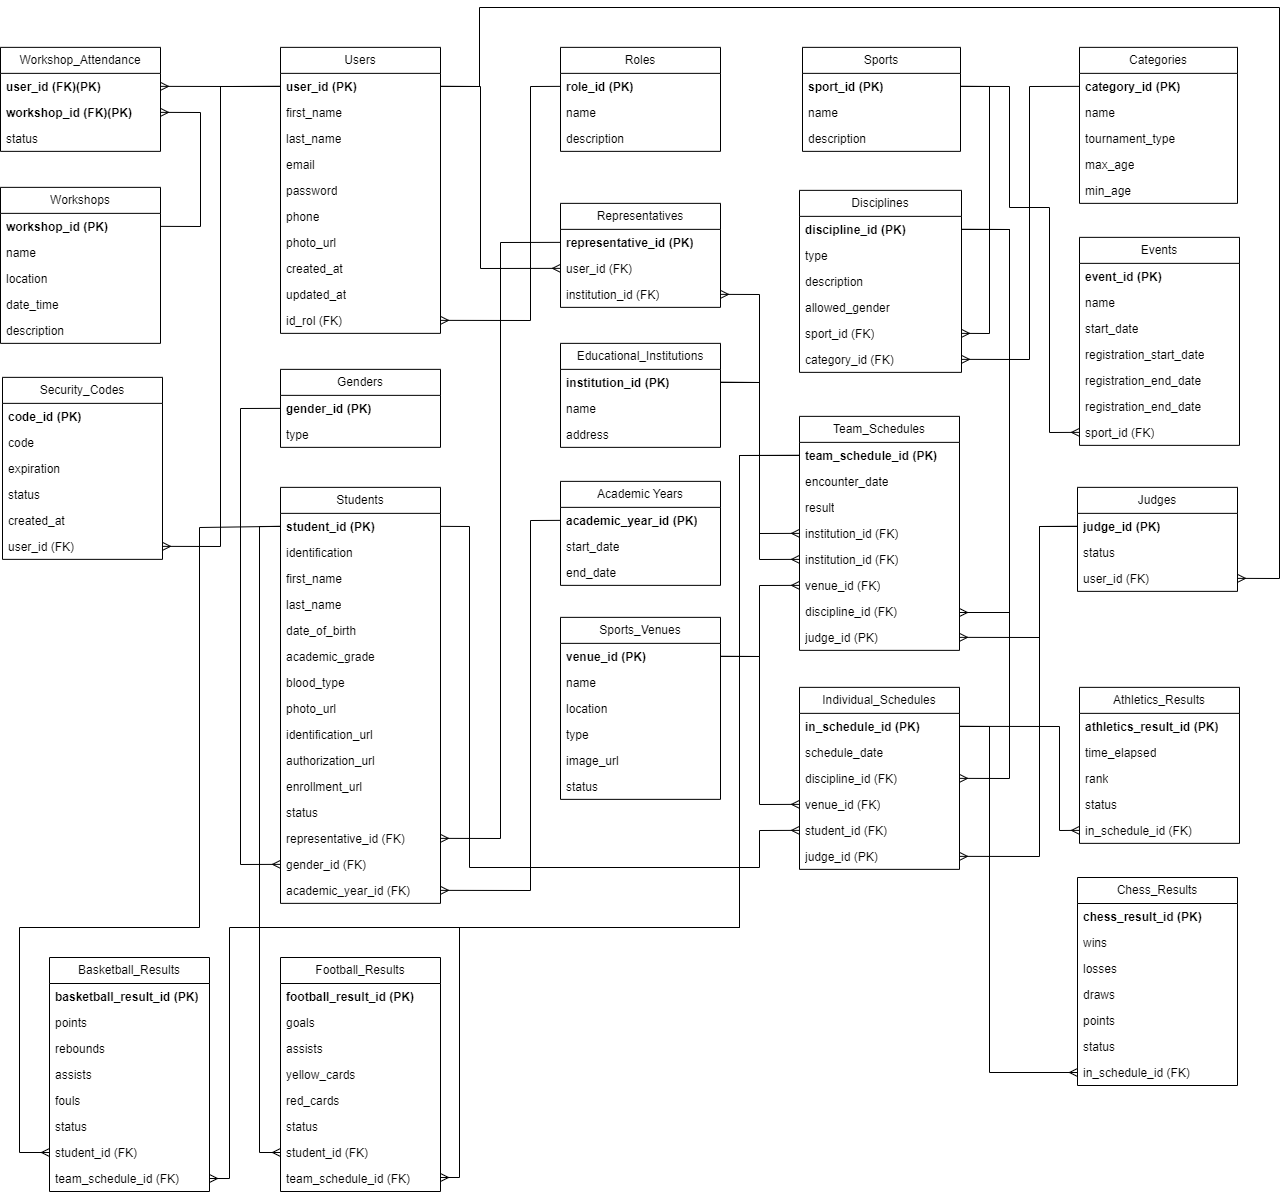 Workshop_Attendance
user_id (FK)(PK)
workshop_id (FK)(PK)
status
Workshops
workshop_id (PK)
name
location
date_time
description
Security_Codes
code_id (PK)
code
expiration
status
created_at
user_id (FK)
Users
user_id (PK)
first_name
last_name
email
password
phone
photo_url
created_at
updated_at
id_rol (FK)
Genders
gender_id (PK)
type
Students
student_id (PK)
identification
first_name
last_name
date_of_birth
academic_grade
blood_type
photo_url
identification_url
authorization_url
enrollment_url
status
representative_id (FK)
gender_id (FK)
academic_year_id (FK)
Roles
role_id (PK)
name
description
Representatives
representative_id (PK)
user_id (FK)
institution_id (FK)
Educational_Institutions
institution_id (PK)
name
address
Academic Years
academic_year_id (PK)
start_date
end_date
Sports_Venues
venue_id (PK)
name
location
type
image_url
status
Sports
sport_id (PK)
name
description
Disciplines
discipline_id (PK)
type
description
allowed_gender
sport_id (FK)
category_id (FK)
Team_Schedules
team_schedule_id (PK)
encounter_date
result
institution_id (FK)
institution_id (FK)
venue_id (FK)
discipline_id (FK)
judge_id (PK)
Individual_Schedules
in_schedule_id (PK)
schedule_date
discipline_id (FK)
venue_id (FK)
student_id (FK)
judge_id (PK)
Categories
category_id (PK)
name
tournament_type
max_age
min_age
Events
event_id (PK)
name
start_date
registration_start_date
registration_end_date
registration_end_date
sport_id (FK)
Judges
judge_id (PK)
status
user_id (FK)
Athletics_Results
athletics_result_id (PK)
time_elapsed
rank
status
in_schedule_id (FK)
Chess_Results
chess_result_id (PK)
wins
losses
draws
points
status
in_schedule_id (FK)
Basketball_Results
basketball_result_id (PK)
points
rebounds
assists
fouls
status
student_id (FK)
team_schedule_id (FK)
Football_Results
football_result_id (PK)
goals
assists
yellow_cards
red_cards
status
student_id (FK)
team_schedule_id (FK)